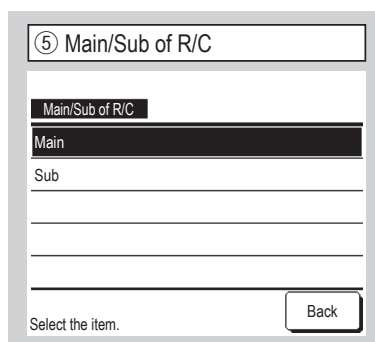 ⑤ Main/Sub of R/C
Main/Sub of R/C
Main
Sub
Select the item.
Back